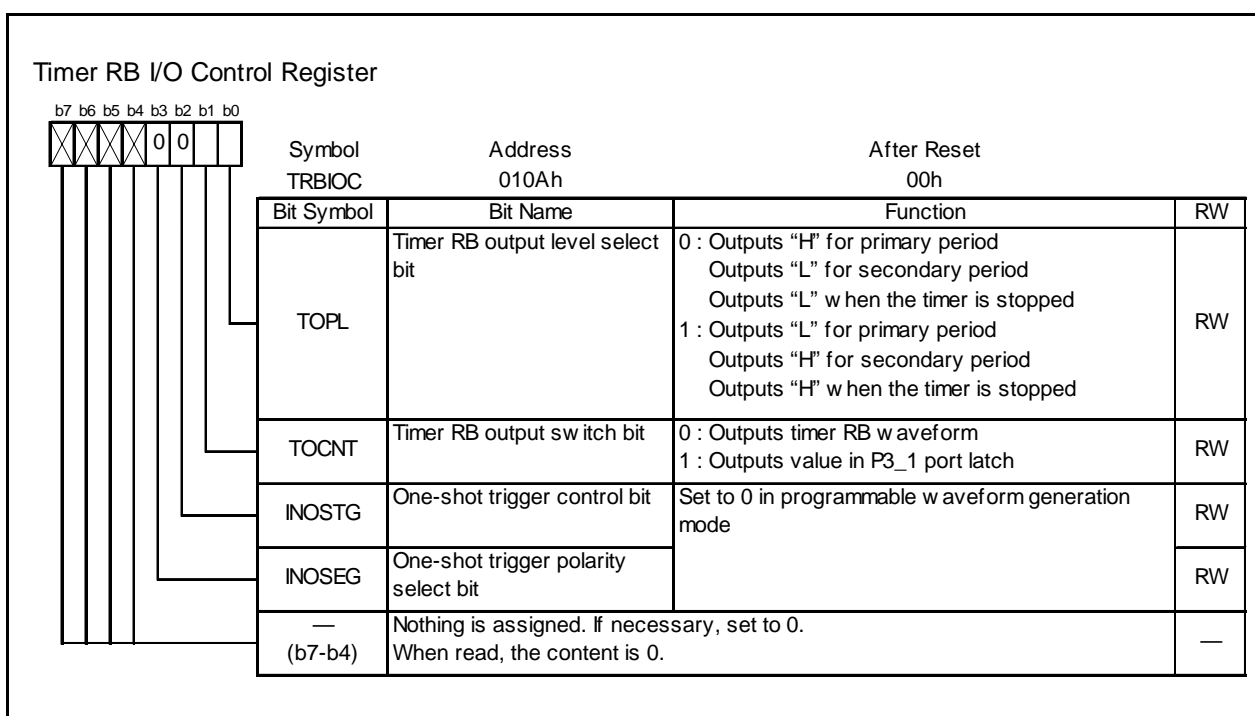 Timer RB I/O Control Register
b7 b6 b5 b4 b3 b2 b1 b0
0 0
Symbol Address After Reset
TRBIOC 010Ah 00h
Bit Symbol Bit Name Function RW
TOPL
Timer RB output level select
bit
0 : Outputs “H” for primary period
Outputs “L” for secondary period
Outputs “L” when the timer is stopped
1 : Outputs “L” for primary period
Outputs “H” for secondary period
Outputs “H” when the timer is stopped
RW
TOCNT
Timer RB output switch bit
0 : Outputs timer RB waveform
1 : Outputs value in P3_1 port latch
RW
INOSTG
One-shot trigger control bit
Set to 0 in programmable waveform generation
mode
RW
INOSEG
One-shot trigger polarity
select bit
RW
—
(b7-b4)
Nothing is assigned. If necessary, set to 0.
When read, the content is 0.
—